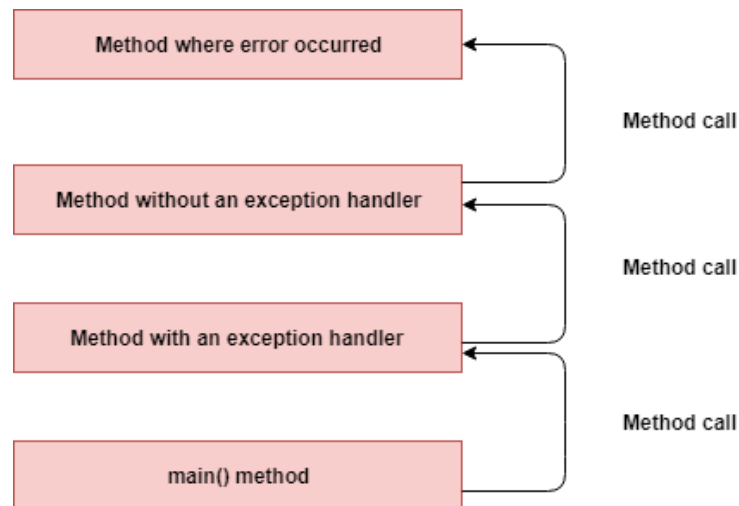 Method where error occurred
Method call
Method without an exception handler
Method call
Method with an exception handler
Method call
main() method